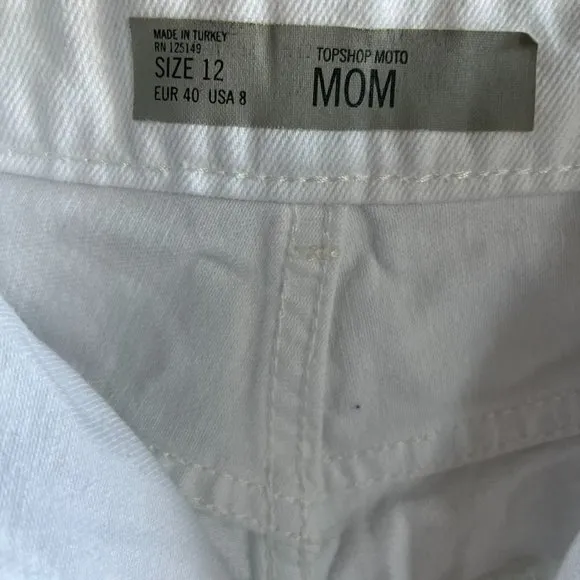 MADE IN TURKEY
RN 125149
SIZE 12
EUR 40 USA 8
TOPSHOP MOTO
MOM